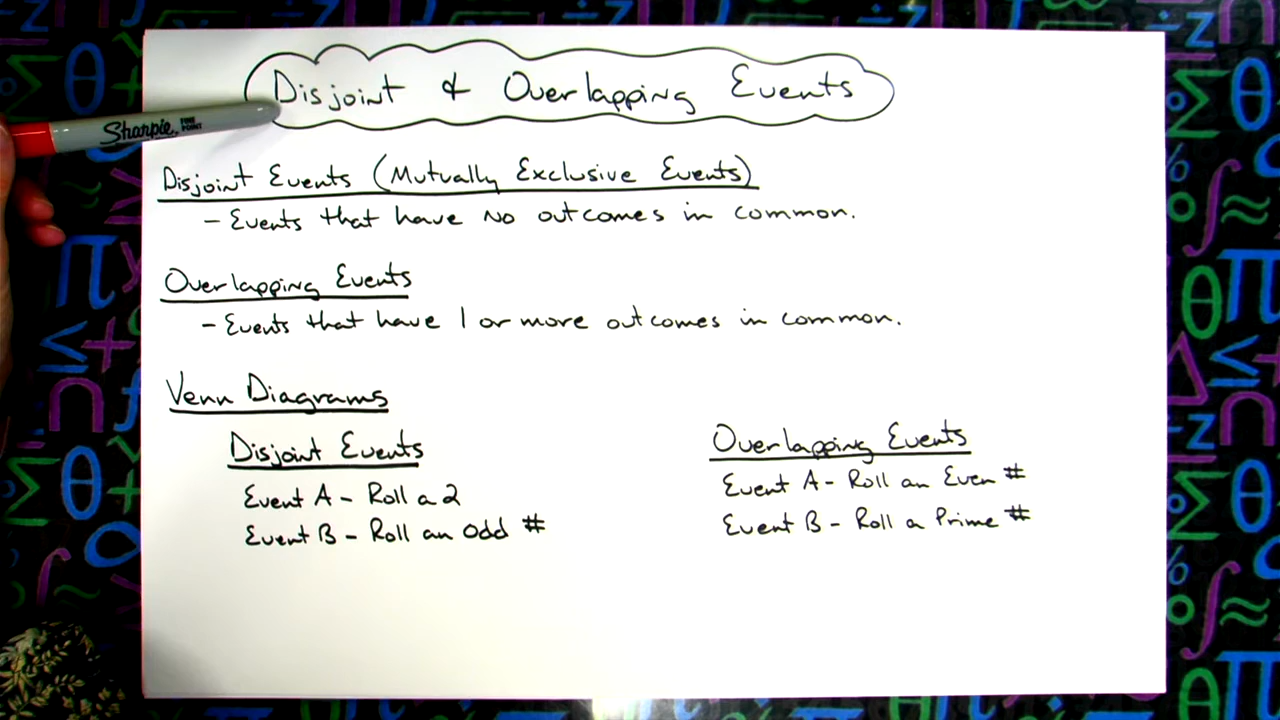 Disjoint & Overlapping Events
Sharpie
Disjoint Events (Mutually Exclusive Events)
- Events that have no outcomes in common.
Overlapping Events
- Events that have 1 or more outcomes in common.
Venn Diagrams
Disjoint Events
Event A - Roll a 2
Event B - Roll an Odd #
Overlapping Events
Event A - Roll an Even #
Event B - Roll a Prime #